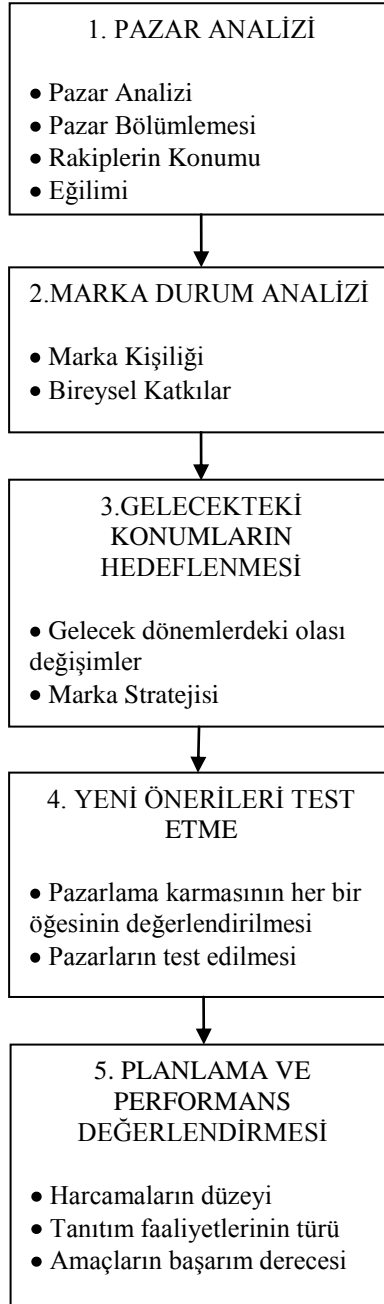 1. PAZAR ANALİZİ
• Pazar Analizi
• Pazar Bölümlemesi
• Rakiplerin Konumu
• Eğilimi
2.MARKA DURUM ANALİZİ
• Marka Kişiliği
• Bireysel Katkılar
3.GELECEKTEKİ
KONUMLARIN
HEDEFLENMESİ
• Gelecek dönemlerdeki olası
değişimler
• Marka Stratejisi
4. YENİ ÖNERİLERİ TEST
ETME
• Pazarlama karmasının her bir
öğesinin değerlendirilmesi
• Pazarların test edilmesi
5. PLANLAMA VE
PERFORMANS
DEĞERLENDİRMESİ
• Harcamaların düzeyi
• Tanıtım faaliyetlerinin türü
• Amaçların başarım derecesi